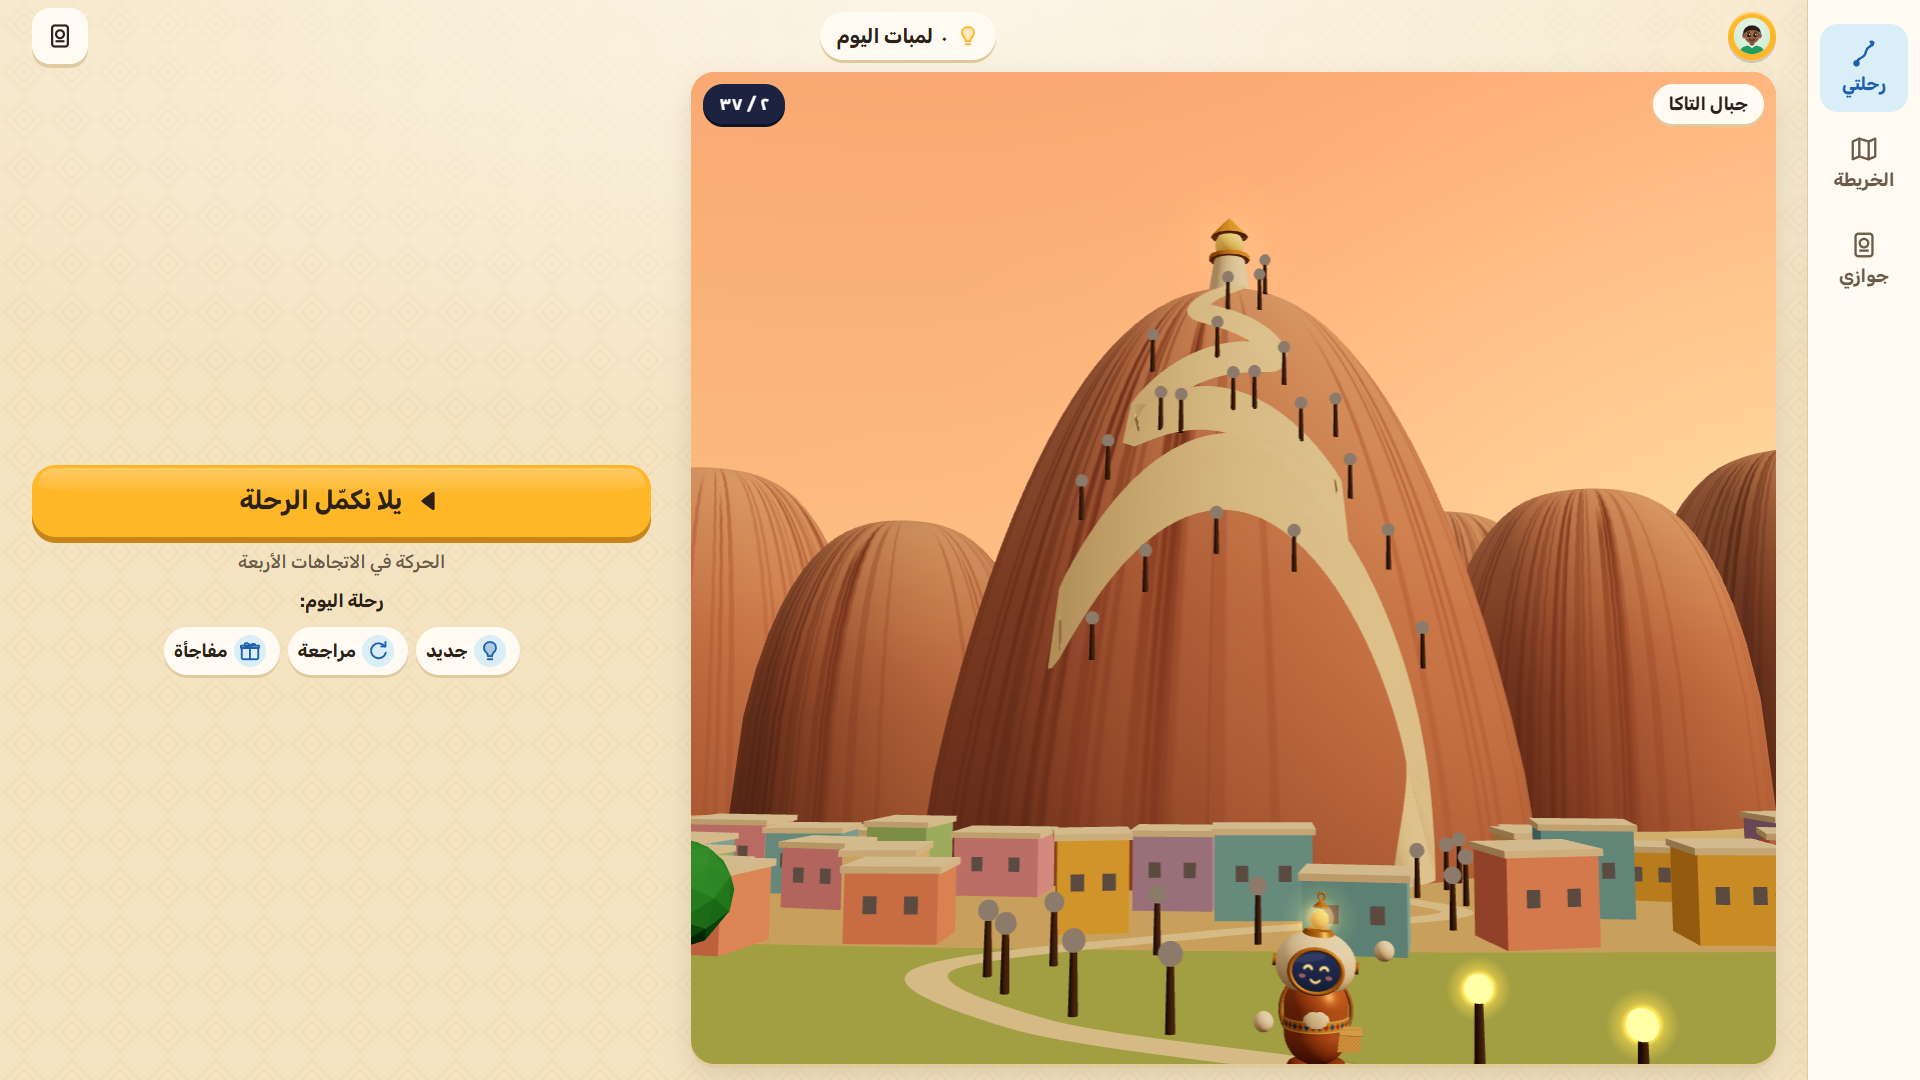 رحلتي
الخريطة
جوازي
٠ لمبات اليوم
جبال التاكا
٢ / ٣٧
يلا نكمّل الرحلة
الحركة في الاتجاهات الأربعة
رحلة اليوم:
جديد
مراجعة
مفاجأة